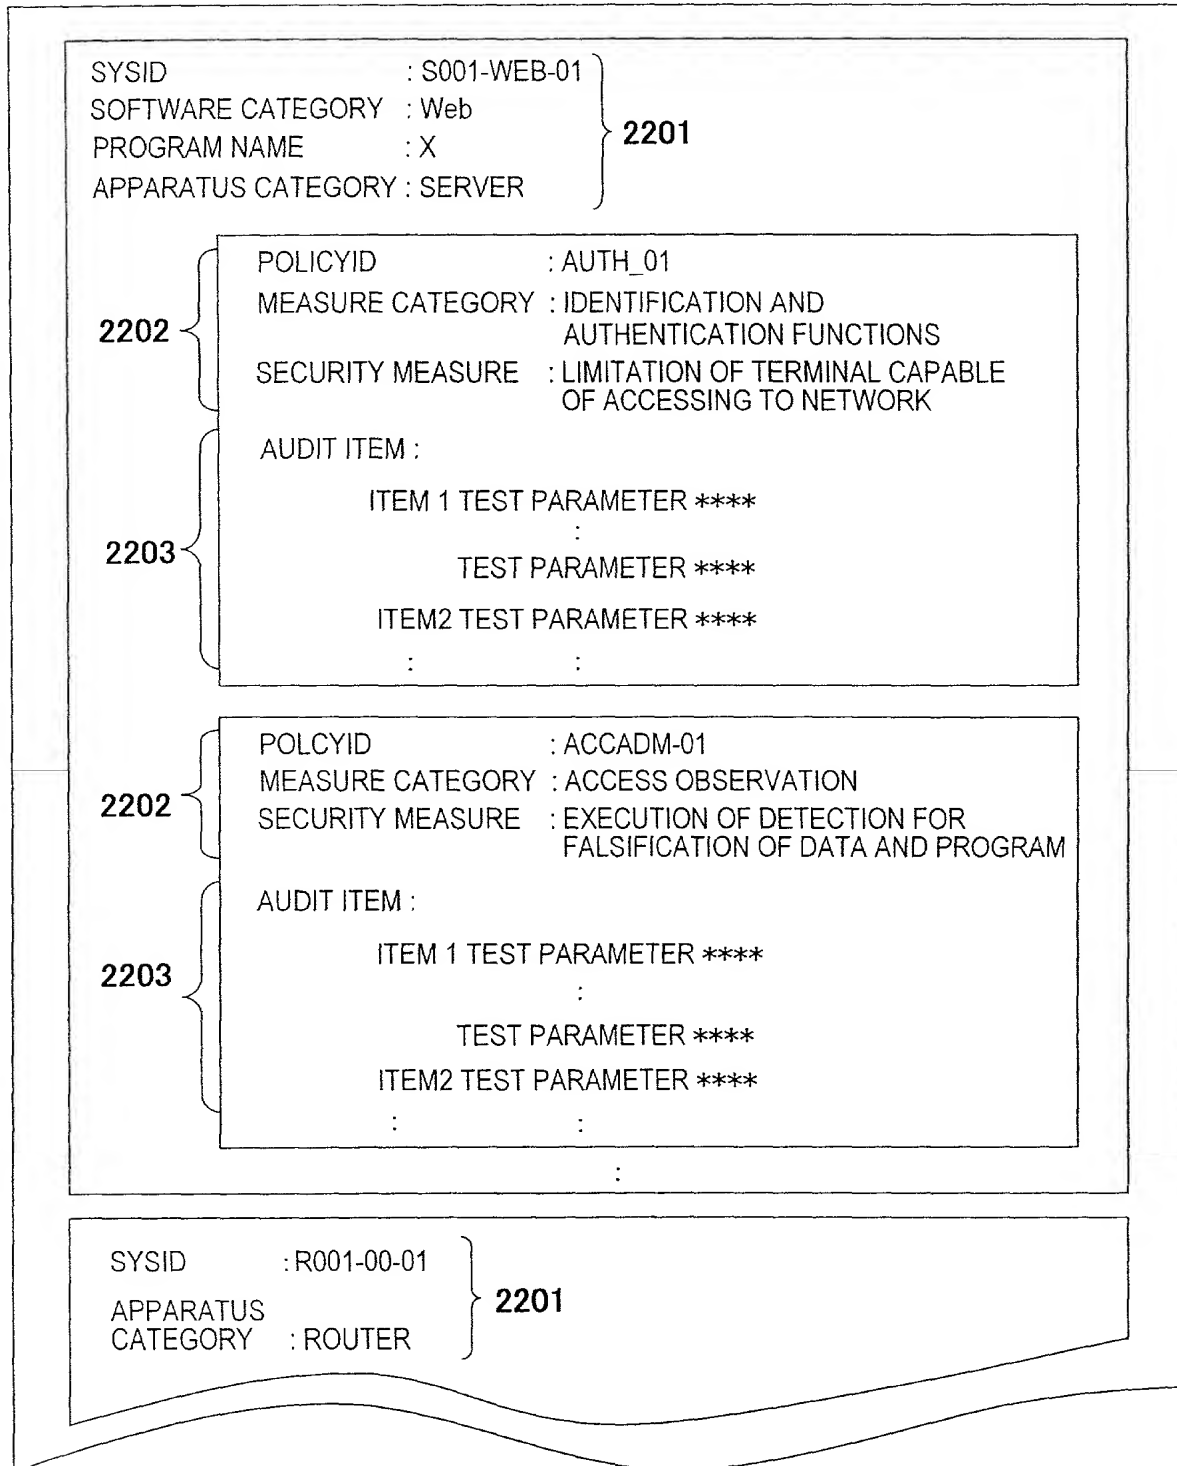 SYSID : S001-WEB-01
SOFTWARE CATEGORY : Web
PROGRAM NAME : X
APPARATUS CATEGORY : SERVER
2201
POLICYID : AUTH_01
MEASURE CATEGORY : IDENTIFICATION AND
AUTHENTICATION FUNCTIONS
2202
SECURITY MEASURE : LIMITATION OF TERMINAL CAPABLE
OF ACCESSING TO NETWORK
AUDIT ITEM :
ITEM 1 TEST PARAMETER ****
:
2203
TEST PARAMETER ****
ITEM2 TEST PARAMETER ****
: :
POLCYID : ACCADM-01
MEASURE CATEGORY : ACCESS OBSERVATION
2202
SECURITY MEASURE : EXECUTION OF DETECTION FOR
FALSIFICATION OF DATA AND PROGRAM
AUDIT ITEM :
ITEM 1 TEST PARAMETER ****
2203
:
TEST PARAMETER ****
ITEM2 TEST PARAMETER ****
: :
:
SYSID : R001-00-01
2201
APPARATUS
CATEGORY : ROUTER